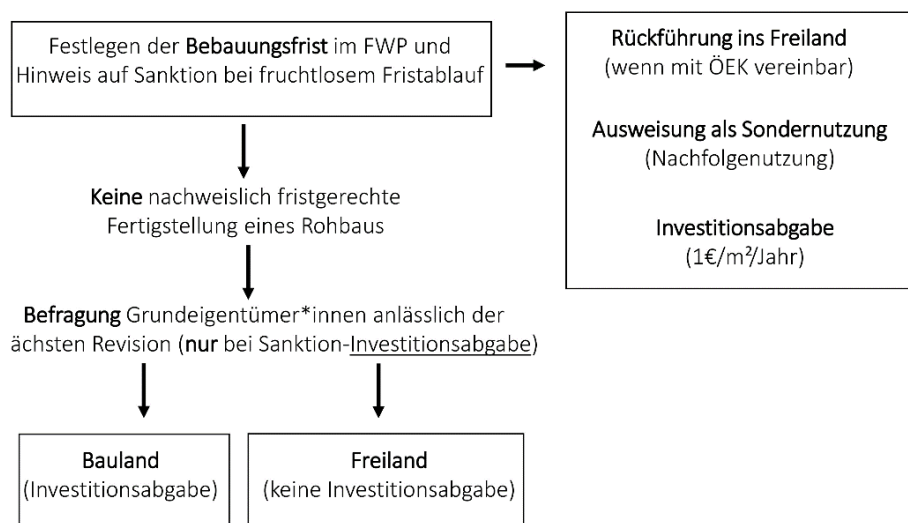 Festlegen der Bebauungsfrist im FWP und
Hinweis auf Sanktion bei fruchtlosem Fristablauf
Rückführung ins Freiland
(wenn mit ÖEK vereinbar)
Ausweisung als Sondernutzung
(Nachfolgenutzung)
Investitionsabgabe
(1€/m²/Jahr)
Keine nachweislich fristgerechte
Fertigstellung eines Rohbaus
Befragung Grundeigentümer*innen anlässlich der
ächsten Revision (nur bei Sanktion-Investitionsabgabe)
Bauland
(Investitionsabgabe)
Freiland
(keine Investitionsabgabe)